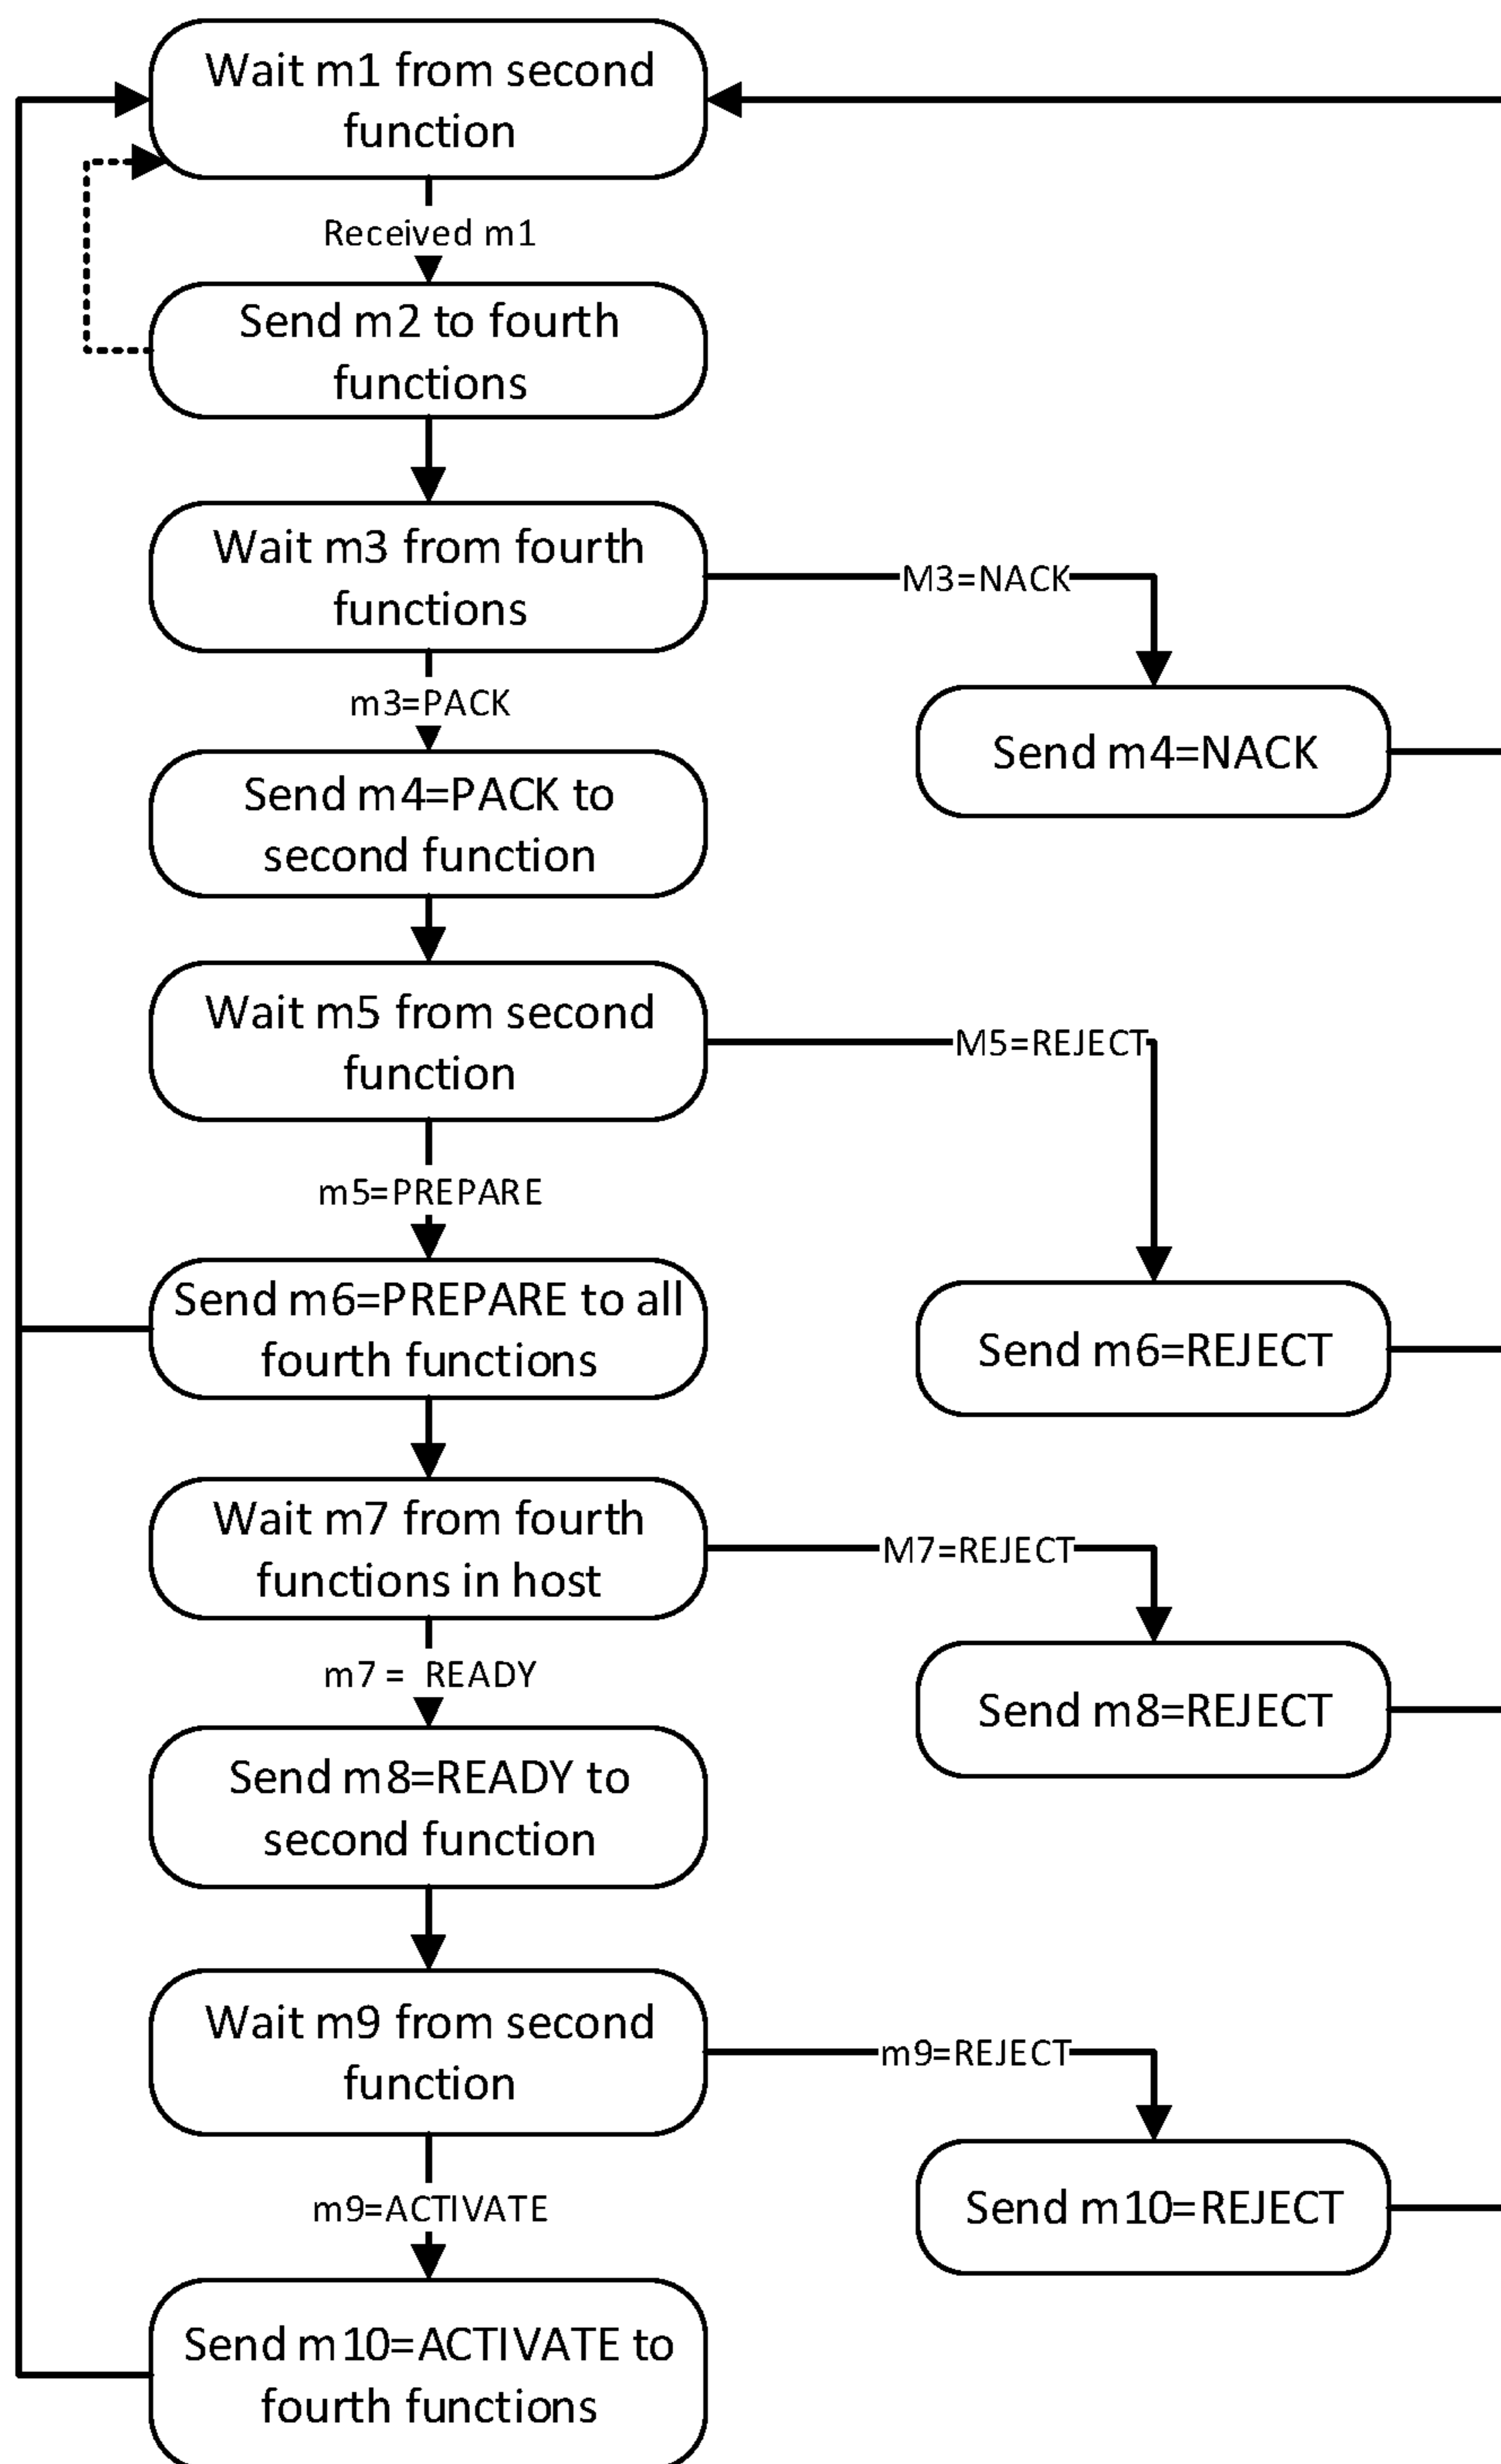 Wait m1 from second
function
Received m1
Send m2 to fourth
functions
Wait m3 from fourth
functions
M3=NACK
m3=PACK
Send m4=NACK
Send m4=PACK to
second function
Wait m5 from second
function
M5=REJECT
m5=PREPARE
Send m6=PREPARE to all
fourth functions
Send m6=REJECT
Wait m7 from fourth
functions in host
M7=REJECT
m7 = READY
Send m8=REJECT
Send m8=READY to
second function
Wait m9 from second
function
m9=REJECT
m9=ACTIVATE
Send m10=REJECT
Send m10=ACTIVATE to
fourth functions